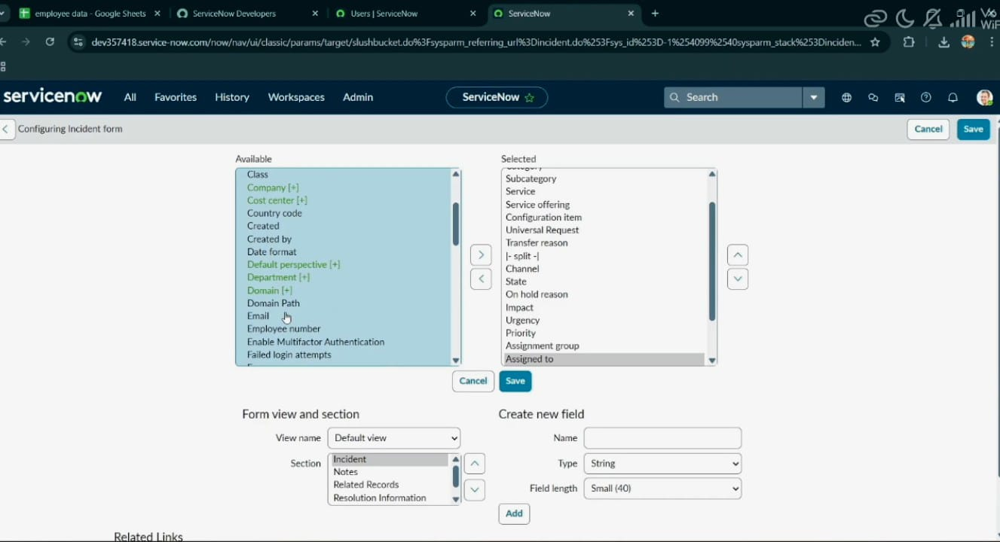 employee data - Google Sheets
ServiceNow Developers
Users | ServiceNow
ServiceNow
dev357418.service-now.com/now/nav/ui/classic/params/target/slushbucket.do%3Fsysparm_referring_url%3Dincident.do%253Fsys_id%253D-1%254099%2540sysparm_stack%253Dinciden...
servicenow
All
Favorites
History
Workspaces
Admin
ServiceNow
Search
Configuring Incident form
Cancel
Save
Available
Class
Company [+]
Cost center [+]
Country code
Created
Created by
Date format
Default perspective [+]
Department [+]
Domain [+]
Domain Path
Email
Employee number
Enable Multifactor Authentication
Failed login attempts
Selected
Category
Subcategory
Service
Service offering
Configuration item
Universal Request
Transfer reason
|- split -|
Channel
State
On hold reason
Impact
Urgency
Priority
Assignment group
Assigned to
Cancel
Save
Form view and section
View name
Default view
Section
Incident
Notes
Related Records
Resolution Information
Create new field
Name
Type
String
Field length
Small (40)
Add
Related Links